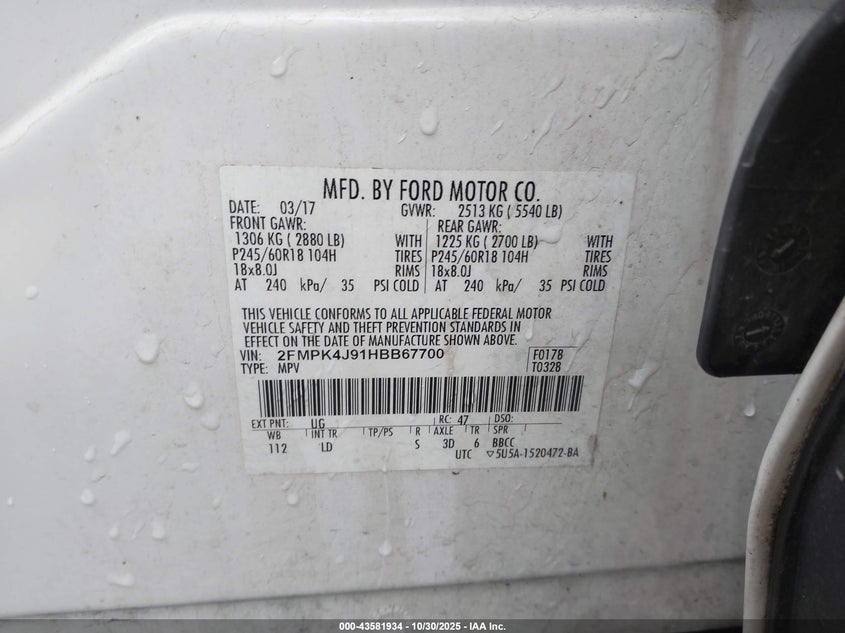 MFD. BY FORD MOTOR CO.
DATE: 03/17 GVWR: 2513 KG ( 5540 LB)
FRONT GAWR: REAR GAWR:
1306 KG ( 2880 LB) WITH 1225 KG ( 2700 LB) WITH
P245/60R18 104H TIRES P245/60R18 104H TIRES
18x8.0J RIMS 18x8.0J RIMS
AT 240 kPa/ 35 PSI COLD AT 240 kPa/ 35 PSI COLD
THIS VEHICLE CONFORMS TO ALL APPLICABLE FEDERAL MOTOR
VEHICLE SAFETY AND THEFT PREVENTION STANDARDS IN
EFFECT ON THE DATE OF MANUFACTURE SHOWN ABOVE.
VIN: 2FMPK4J91HBB67700 F0178
TYPE: MPV T0328
EXT PNT: UG RC: 47 DSO:
WB INT TR TP/PS R AXLE TR SPR
112 LD S 3D 6 BBCC
UTC ▽5U5A-1520472-BA
000-43581934 | 10/30/2025 - IAA Inc.